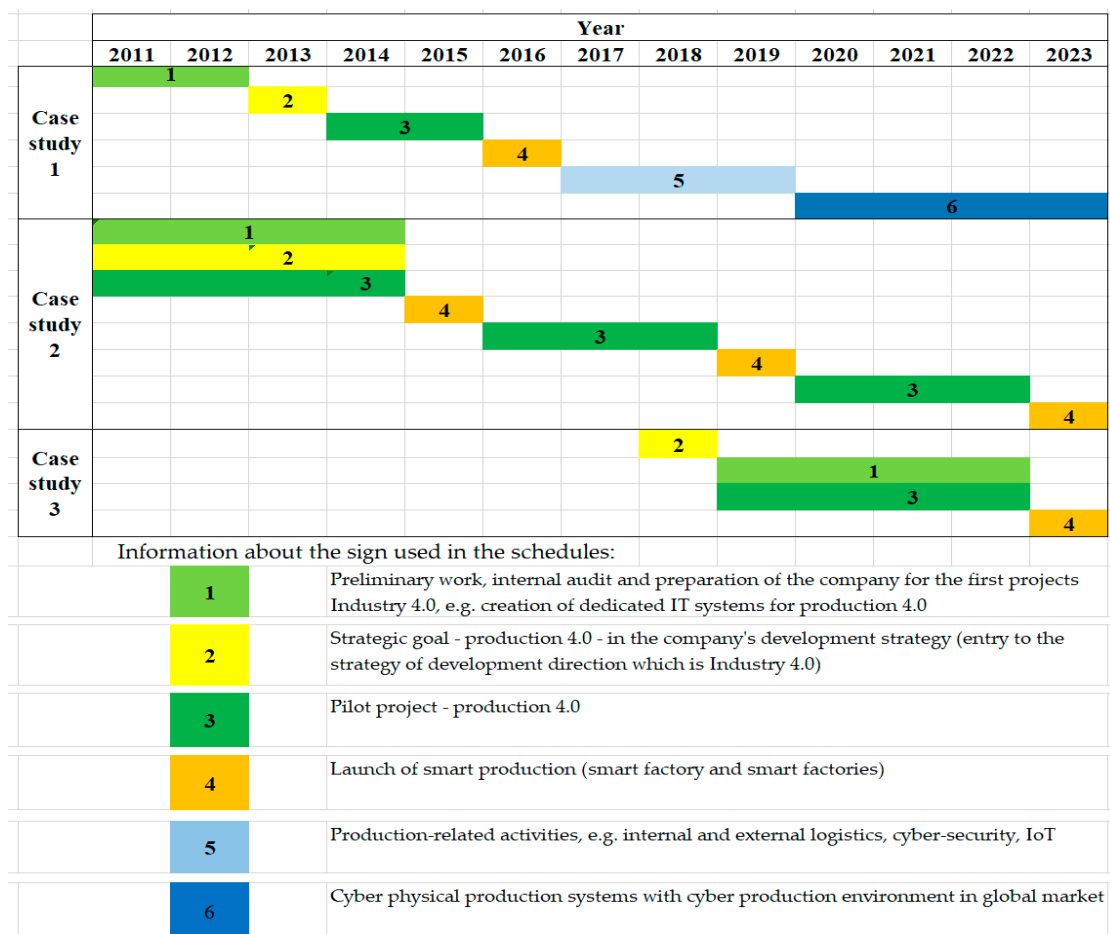 Year
2011 2012 2013 2014 2015 2016 2017 2018 2019 2020 2021 2022 2023
Case
study
1
1
2
3
4
5
6
Case
study
2
1
2
3
4
3
4
3
4
Case
study
3
2
1
3
4
Information about the sign used in the schedules:
1
Preliminary work, internal audit and preparation of the company for the first projects
Industry 4.0, e.g. creation of dedicated IT systems for production 4.0
2
Strategic goal - production 4.0 - in the company's development strategy (entry to the
strategy of development direction which is Industry 4.0)
3
Pilot project - production 4.0
4
Launch of smart production (smart factory and smart factories)
5
Production-related activities, e.g. internal and external logistics, cyber-security, IoT
6
Cyber physical production systems with cyber production environment in global market